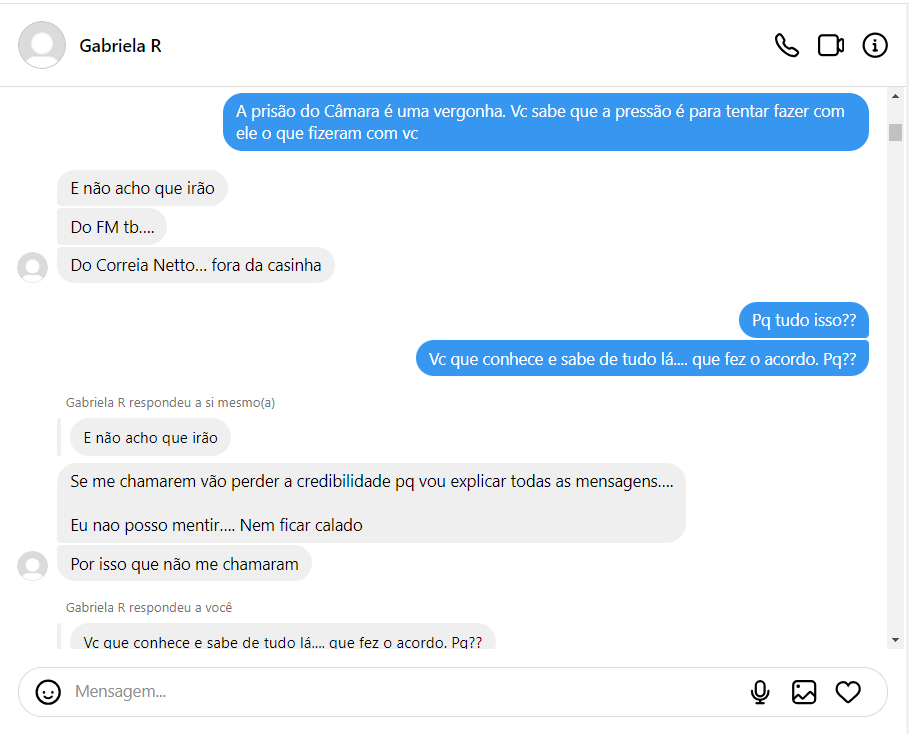 Gabriela R
A prisão do Câmara é uma vergonha. Vc sabe que a pressão é para tentar fazer com
ele o que fizeram com vc
E não acho que irão
Do FM tb....
Do Correia Netto... fora da casinha
Pq tudo isso??
Vc que conhece e sabe de tudo lá.... que fez o acordo. Pq??
Gabriela R respondeu a si mesmo(a)
E não acho que irão
Se me chamarem vão perder a credibilidade pq vou explicar todas as mensagens....
Eu nao posso mentir.... Nem ficar calado
Por isso que não me chamaram
Gabriela R respondeu a você
Vc que conhece e sabe de tudo lá.... que fez o acordo. Pq??
Mensagem...